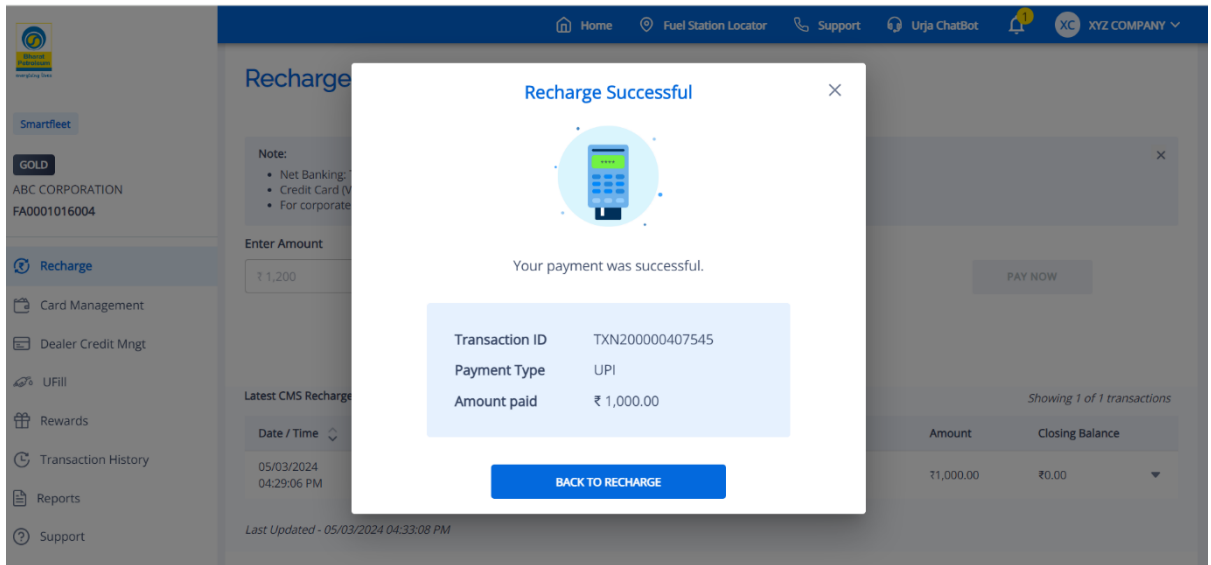 Home
Fuel Station Locator
Support
Urja ChatBot
1
XC
XYZ COMPANY
Bharat
Petroleum
energising lives
Smartfleet
GOLD
ABC CORPORATION
FA0001016004
Recharge
Card Management
Dealer Credit Mngt
UFill
Rewards
Transaction History
Reports
Support
Recharge
Note:
Net Banking:
Credit Card (V
For corporate
Enter Amount
₹ 1,200
PAY NOW
Latest CMS Recharge
Showing 1 of 1 transactions
Date / Time
Amount
Closing Balance
05/03/2024
04:29:06 PM
₹1,000.00
₹0.00
Last Updated - 05/03/2024 04:33:08 PM
Recharge Successful
Your payment was successful.
Transaction ID TXN200000407545
Payment Type UPI
Amount paid ₹ 1,000.00
BACK TO RECHARGE